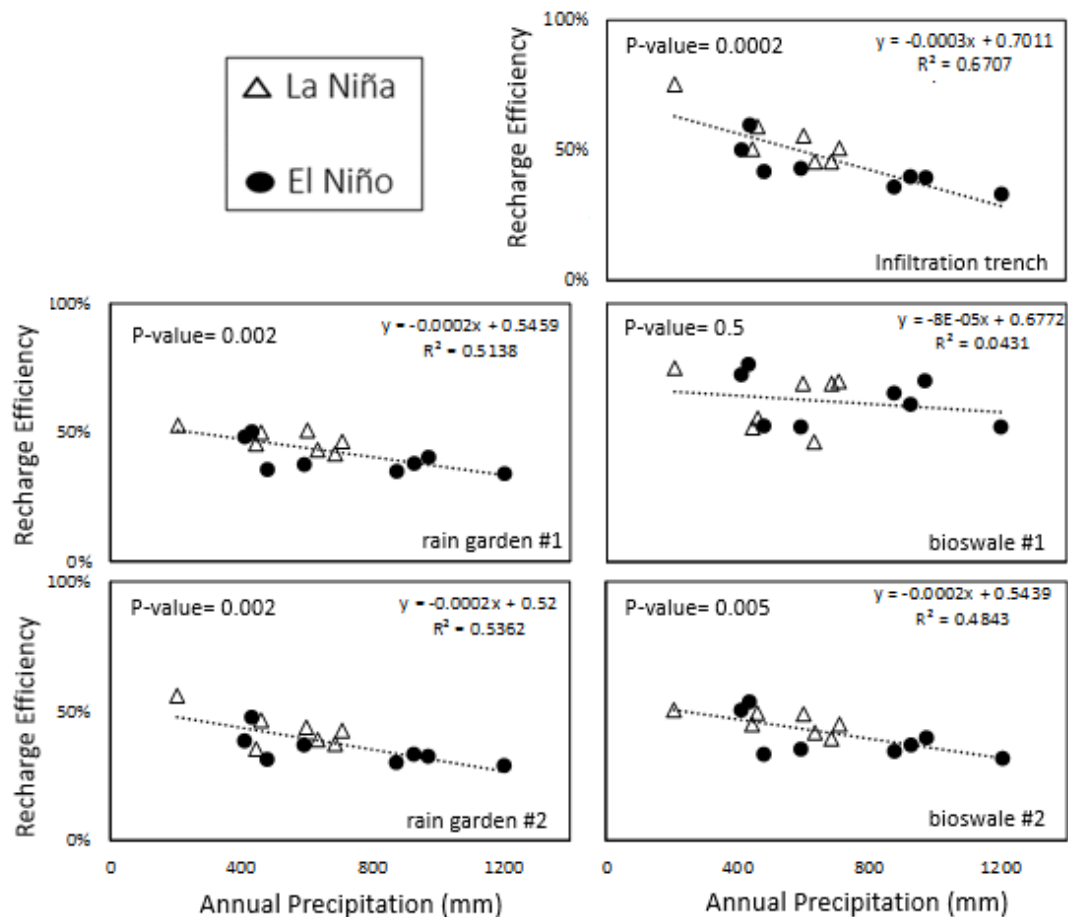 La Niña
El Niño
100%
P-value= 0.0002
y = -0.0003x + 0.7011
R² = 0.6707
Recharge Efficiency
50%
0%
Infiltration trench
100%
P-value= 0.002
y = -0.0002x + 0.5459
R² = 0.5138
Recharge Efficiency
50%
0%
rain garden #1
P-value= 0.5
y = -8E-05x + 0.6772
R² = 0.0431
bioswale #1
100%
P-value= 0.002
y = -0.0002x + 0.52
R² = 0.5362
Recharge Efficiency
50%
0%
rain garden #2
P-value= 0.005
y = -0.0002x + 0.5439
R² = 0.4843
bioswale #2
0 400 800 1200
Annual Precipitation (mm)
0 400 800 1200
Annual Precipitation (mm)